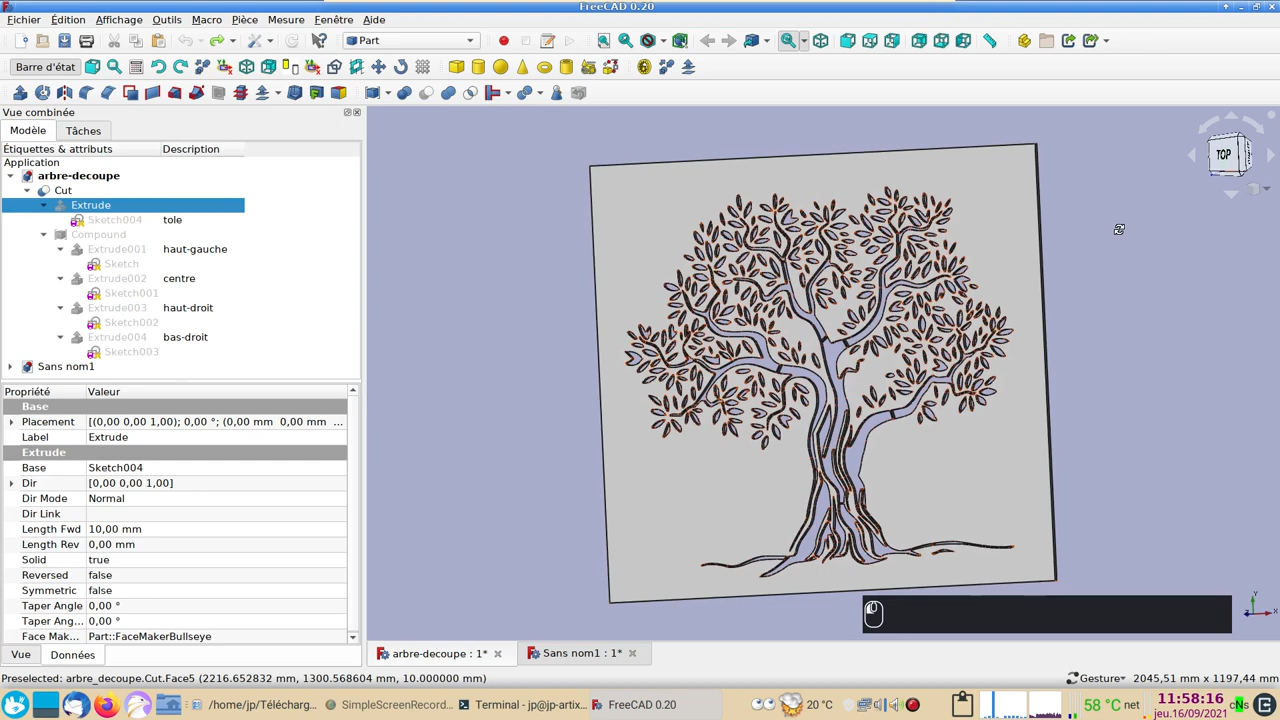 FreeCAD 0.20
Fichier Édition Affichage Outils Macro Pièce Mesure Fenêtre Aide
Part
Barre d'état
Vue combinée
Modèle Tâches
Étiquettes & attributs Description
Application
arbre-decoupe
Cut
Extrude
Sketch004 tole
Compound
Extrude001 haut-gauche
Sketch
Extrude002 centre
Sketch001
Extrude003 haut-droit
Sketch002
Extrude004 bas-droit
Sketch003
Sans nom1
Propriété Valeur
Base
Placement [(0,00 0,00 1,00); 0,00 °; (0,00 mm 0,00 mm ...
Label Extrude
Extrude
Base Sketch004
Dir [0,00 0,00 1,00]
Dir Mode Normal
Dir Link
Length Fwd 10,00 mm
Length Rev 0,00 mm
Solid true
Reversed false
Symmetric false
Taper Angle 0,00 °
Taper Ang... 0,00 °
Face Mak... Part::FaceMakerBullseye
Vue Données
TOP
Y
X
arbre-decoupe : 1* Sans nom1 : 1*
Preselected: arbre_decoupe.Cut.Face5 (2216.652832 mm, 1300.568604 mm, 10.000000 mm) Gesture 2045,51 mm x 1197,44 mm
/home/jp/Télécharg... SimpleScreenRecord... Terminal - jp@jp-artix... FreeCAD 0.20 20 °C 58 °C net 11:58:16 cNs
jeu.16/09/2021